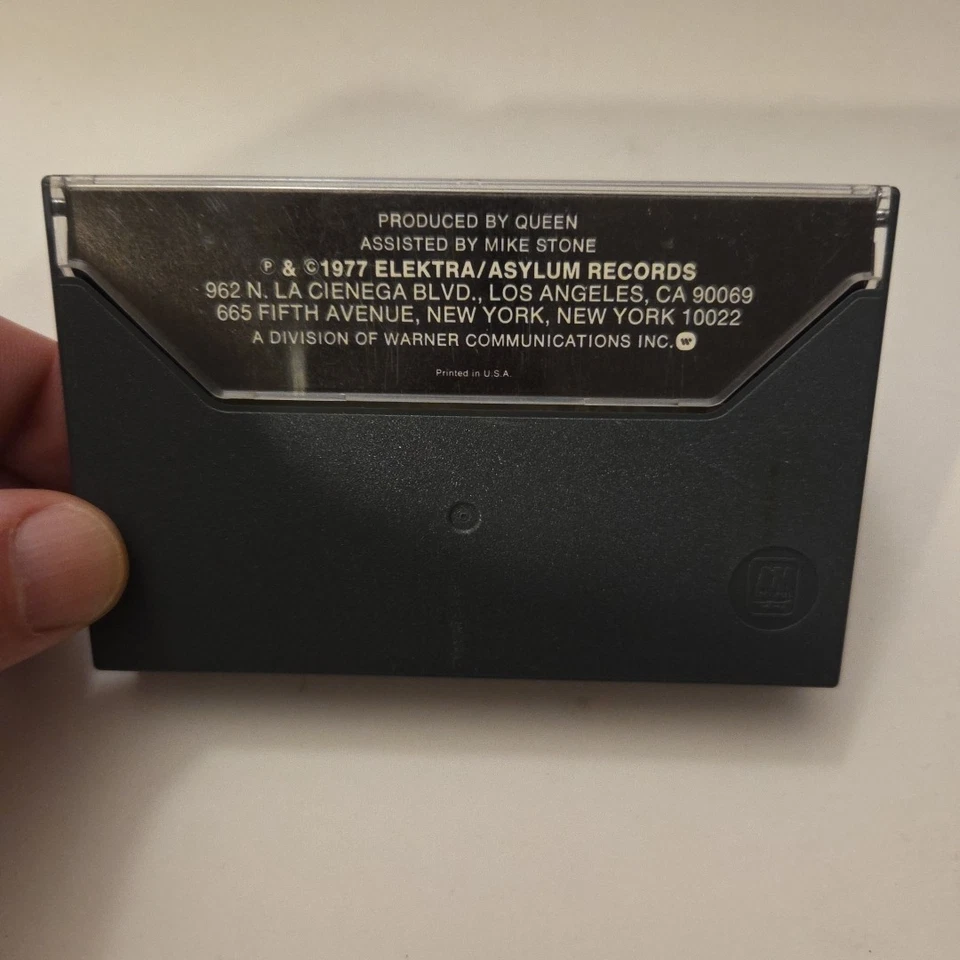 PRODUCED BY QUEEN
ASSISTED BY MIKE STONE
℗ & ©1977 ELEKTRA/ASYLUM RECORDS
962 N. LA CIENEGA BLVD., LOS ANGELES, CA 90069
665 FIFTH AVENUE, NEW YORK, NEW YORK 10022
A DIVISION OF WARNER COMMUNICATIONS INC.
Printed in U.S.A.